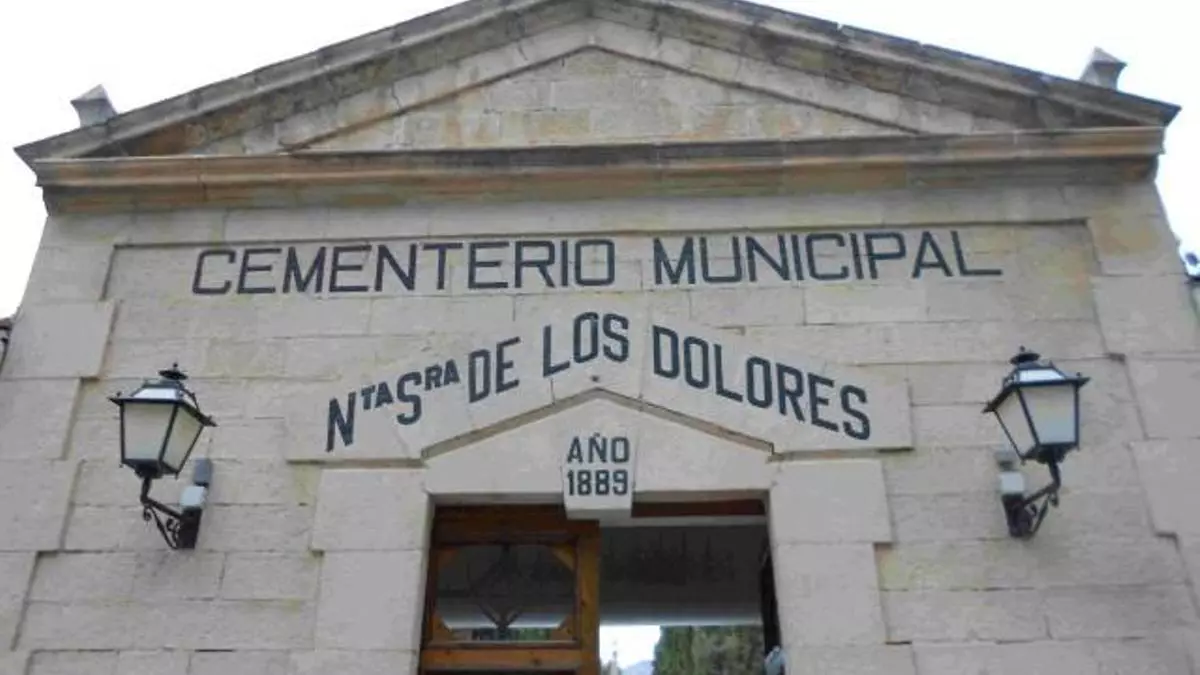 CEMENTERIO MUNICIPAL
NTA SRA DE LOS DOLORES
AÑO
1889